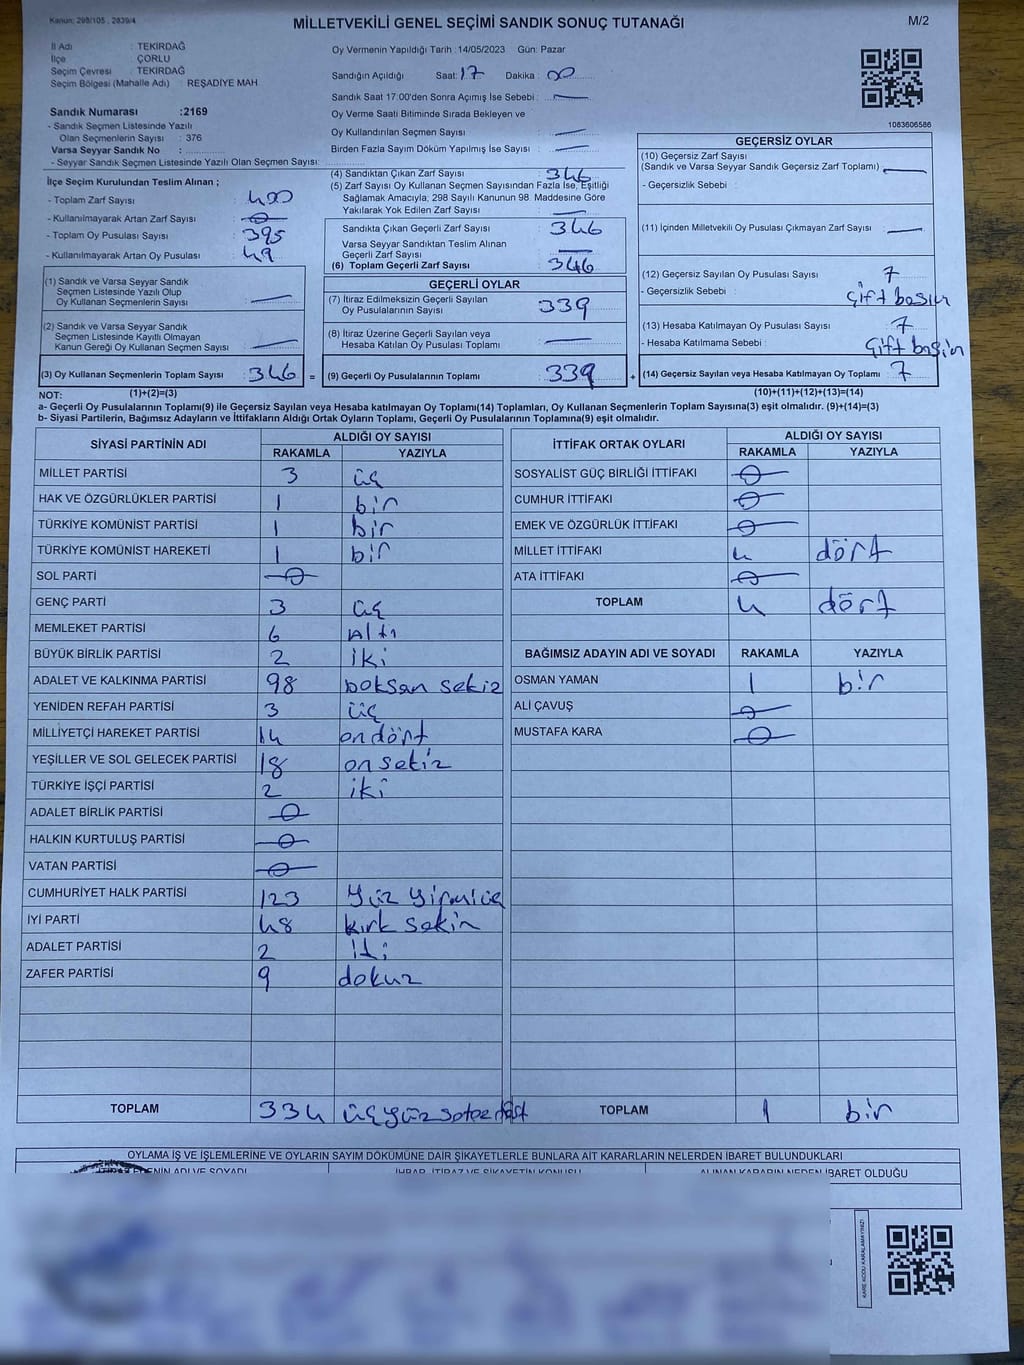 Kanun: 298/105 , 2839/4
MİLLETVEKİLİ GENEL SEÇİMİ SANDIK SONUÇ TUTANAĞI
M/2
İl Adı : TEKİRDAĞ
İlçe : ÇORLU
Seçim Çevresi : TEKİRDAĞ
Seçim Bölgesi (Mahalle Adı) : REŞADİYE MAH
Sandık Numarası :2169
- Sandık Seçmen Listesinde Yazılı
Olan Seçmenlerin Sayısı : 376
Varsa Seyyar Sandık No :
- Seyyar Sandık Seçmen Listesinde Yazılı Olan Seçmen Sayısı:
Oy Vermenin Yapıldığı Tarih :14/05/2023 Gün: Pazar
Sandığın Açıldığı Saat: 17 Dakika : 00
Sandık Saat 17:00'den Sonra Açımış İse Sebebi :
Oy Verme Saati Bitiminde Sırada Bekleyen ve
Oy Kullandırılan Seçmen Sayısı
Birden Fazla Sayım Döküm Yapılmış İse Sayısı :
1083606586
İlçe Seçim Kurulundan Teslim Alınan ;
- Toplam Zarf Sayısı : 400
- Kullanılmayarak Artan Zarf Sayısı : 0
- Toplam Oy Pusulası Sayısı : 395
- Kullanılmayarak Artan Oy Pusulası : 49
(1) Sandık ve Varsa Seyyar Sandık
Seçmen Listesinde Yazılı Olup
Oy Kullanan Seçmenlerin Sayısı :
(2) Sandık ve Varsa Seyyar Sandık
Seçmen Listesinde Kayıtlı Olmayan
Kanun Gereği Oy Kullanan Seçmen Sayısı :
(3) Oy Kullanan Seçmenlerin Toplam Sayısı : 346 =
(4) Sandıktan Çıkan Zarf Sayısı : 346
(5) Zarf Sayısı Oy Kullanan Seçmen Sayısından Fazla İse, Eşitliği
Sağlamak Amacıyla; 298 Sayılı Kanunun 98. Maddesine Göre
Yakılarak Yok Edilen Zarf Sayısı :
Sandıkta Çıkan Geçerli Zarf Sayısı : 346
Varsa Seyyar Sandıktan Teslim Alınan
Geçerli Zarf Sayısı :
(6) Toplam Geçerli Zarf Sayısı : 346
GEÇERLİ OYLAR
(7) İtiraz Edilmeksizin Geçerli Sayılan
Oy Pusulalarının Sayısı : 339
(8) İtiraz Üzerine Geçerli Sayılan veya
Hesaba Katılan Oy Pusulası Toplamı :
(9) Geçerli Oy Pusulalarının Toplamı : 339 +
GEÇERSİZ OYLAR
(10) Geçersiz Zarf Sayısı
(Sandık ve Varsa Seyyar Sandık Geçersiz Zarf Toplamı) :
- Geçersizlik Sebebi :
(11) İçinden Milletvekili Oy Pusulası Çıkmayan Zarf Sayısı :
(12) Geçersiz Sayılan Oy Pusulası Sayısı : 7
- Geçersizlik Sebebi : Çift basım
(13) Hesaba Katılmayan Oy Pusulası Sayısı : 7
- Hesaba Katılmama Sebebi : Çift basım
(14) Geçersiz Sayılan veya Hesaba Katılmayan Oy Toplamı : 7
NOT: (1)+(2)=(3) (10)+(11)+(12)+(13)=(14)
a- Geçerli Oy Pusulalarının Toplamı(9) ile Geçersiz Sayılan veya Hesaba katılmayan Oy Toplamı(14) Toplamları, Oy Kullanan Seçmenlerin Toplam Sayısına(3) eşit olmalıdır. (9)+(14)=(3)
b- Siyasi Partilerin, Bağımsız Adayların ve İttifakların Aldığı Ortak Oyların Toplamı, Geçerli Oy Pusulalarının Toplamına(9) eşit olmalıdır.
SİYASİ PARTİNİN ADI ALDIĞI OY SAYISI
RAKAMLA YAZIYLA
MİLLET PARTİSİ 3 üç
HAK VE ÖZGÜRLÜKLER PARTİSİ 1 bir
TÜRKİYE KOMÜNİST PARTİSİ 1 bir
TÜRKİYE KOMÜNİST HAREKETİ 1 bir
SOL PARTİ 0
GENÇ PARTİ 3 üç
MEMLEKET PARTİSİ 6 Altı
BÜYÜK BİRLİK PARTİSİ 2 iki
ADALET VE KALKINMA PARTİSİ 98 doksan sekiz
YENİDEN REFAH PARTİSİ 3 üç
MİLLİYETÇİ HAREKET PARTİSİ 14 on dört
YEŞİLLER VE SOL GELECEK PARTİSİ 18 on sekiz
TÜRKİYE İŞÇİ PARTİSİ 2 iki
ADALET BİRLİK PARTİSİ 0
HALKIN KURTULUŞ PARTİSİ 0
VATAN PARTİSİ 0
CUMHURİYET HALK PARTİSİ 123 yüz yirmi üç
İYİ PARTİ 48 kırk sekiz
ADALET PARTİSİ 2 iki
ZAFER PARTİSİ 9 dokuz
TOPLAM 334 üçyüz
İTTİFAK ORTAK OYLARI ALDIĞI OY SAYISI
RAKAMLA YAZIYLA
SOSYALİST GÜÇ BİRLİĞİ İTTİFAKI 0
CUMHUR İTTİFAKI 0
EMEK VE ÖZGÜRLÜK İTTİFAKI 0
MİLLET İTTİFAKI 4 dört
ATA İTTİFAKI 0
TOPLAM 4 dört
BAĞIMSIZ ADAYIN ADI VE SOYADI RAKAMLA YAZIYLA
OSMAN YAMAN 1 bir
ALİ ÇAVUŞ 0
MUSTAFA KARA 0
TOPLAM 1 bir
OYLAMA İŞ VE İŞLEMLERİNE VE OYLARIN SAYIM DÖKÜMÜNE DAİR ŞİKAYETLERLE BUNLARA AİT KARARLARIN NELERDEN İBARET BULUNDUKLARI
İTİRAZ EDENİN ADI VE SOYADI İHBAR, İTİRAZ VE ŞİKAYETİN KONUSU ALINAN KARARIN NEDEN İBARET OLDUĞU
KARE KODU KARALAMAYINIZ!